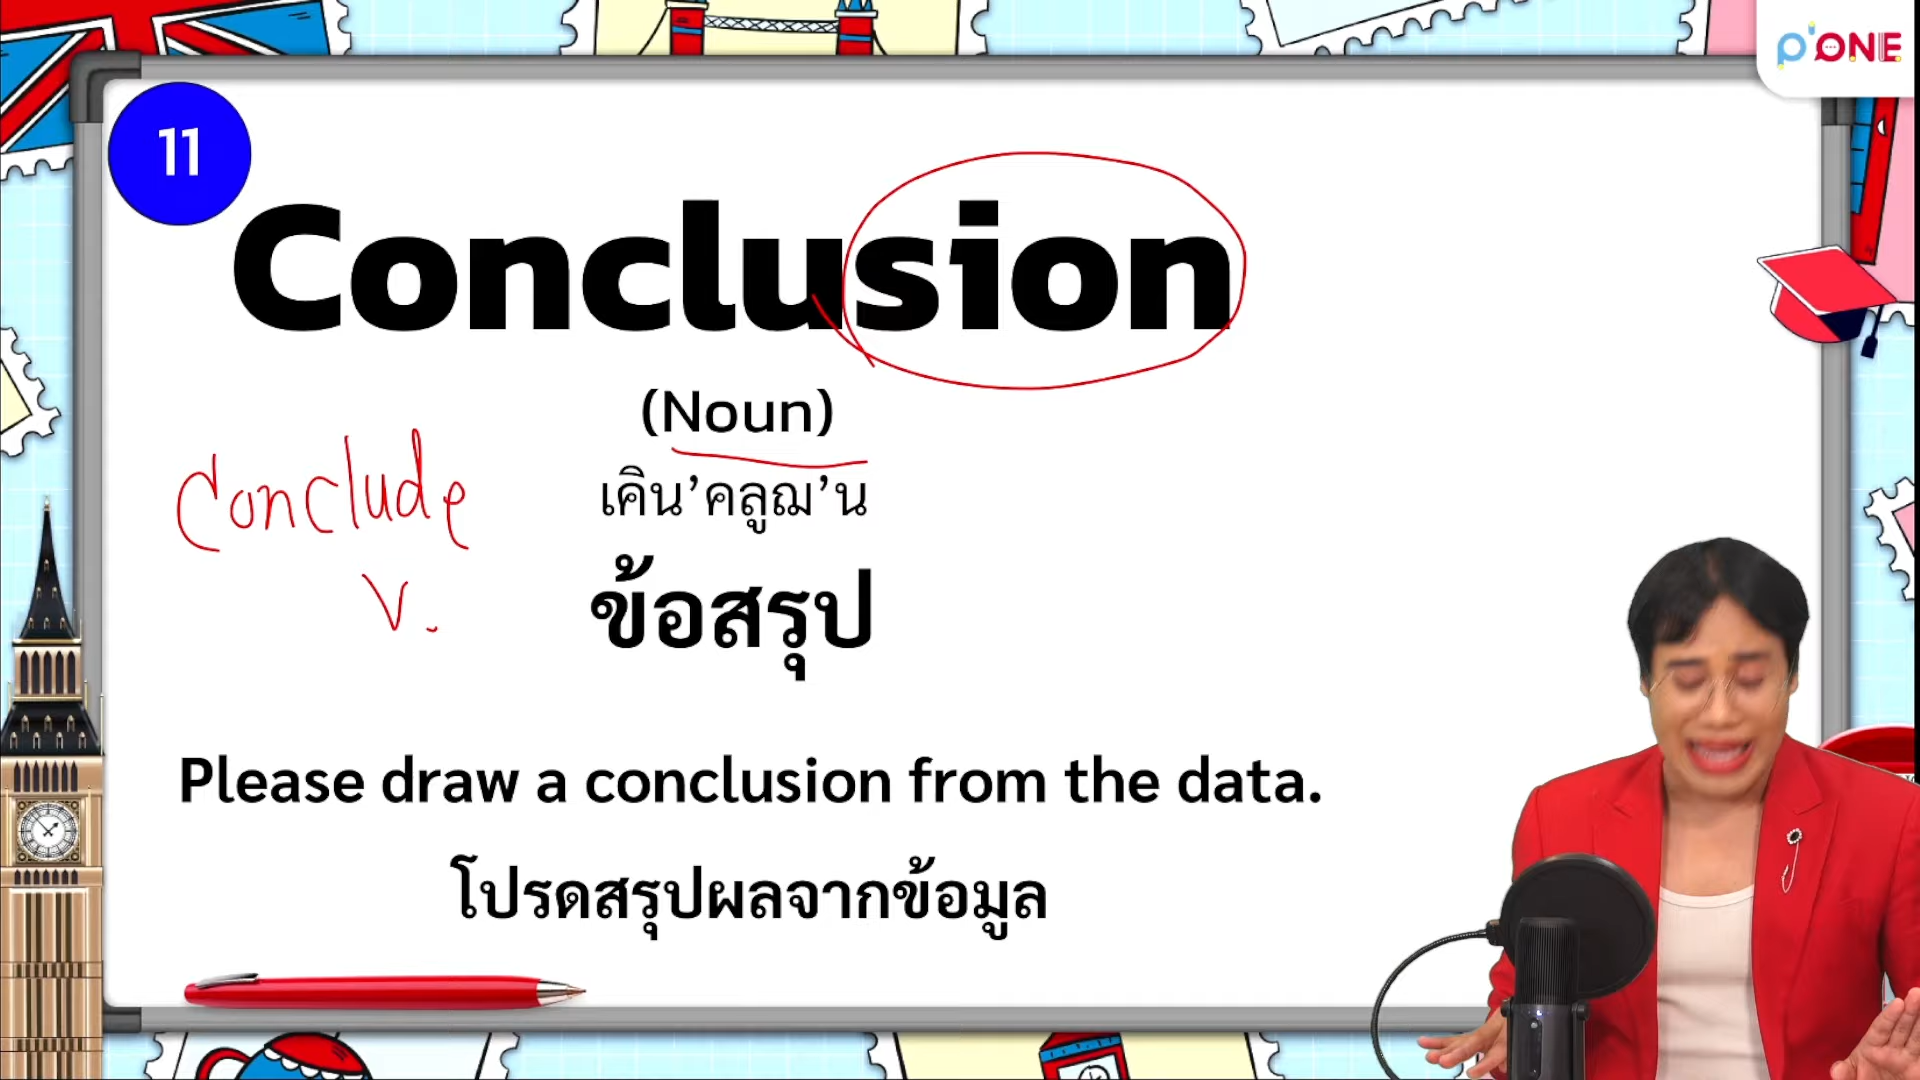 P'ONE
11
Conclusion
(Noun)
เคิน’คลูฌ’น
Conclude
V.
ข้อสรุป
Please draw a conclusion from the data.
โปรดสรุปผลจากข้อมูล